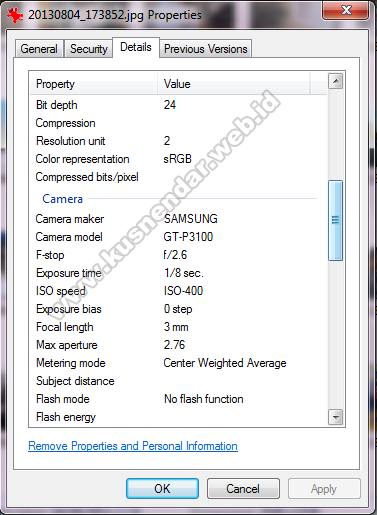 20130804_173852.jpg Properties
General Security Details Previous Versions
Property Value
Bit depth 24
Compression
Resolution unit 2
Color representation sRGB
Compressed bits/pixel
Camera
Camera maker SAMSUNG
Camera model GT-P3100
F-stop f/2.6
Exposure time 1/8 sec.
ISO speed ISO-400
Exposure bias 0 step
Focal length 3 mm
Max aperture 2.76
Metering mode Center Weighted Average
Subject distance
Flash mode No flash function
Flash energy
Remove Properties and Personal Information
OK Cancel Apply
www.kusnendar.web.id